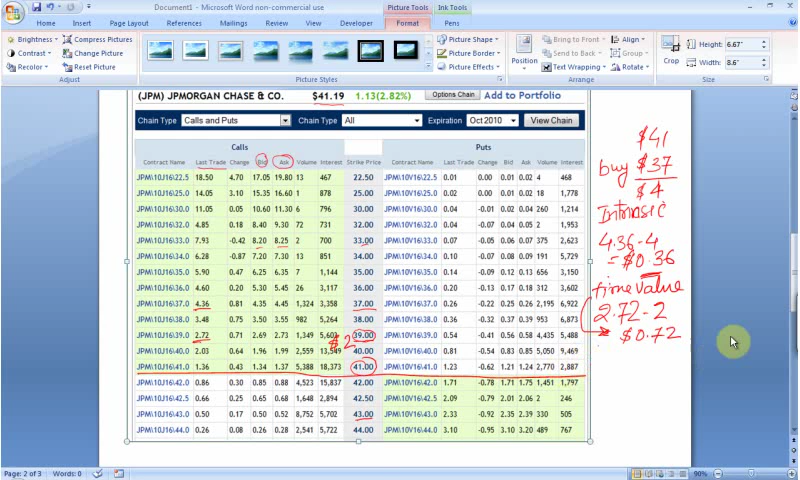 Document1 - Microsoft Word non-commercial use
Picture Tools
Ink Tools
Home Insert Page Layout References Mailings Review View Developer Format Pens
Brightness Compress Pictures
Contrast Change Picture
Recolor Reset Picture
Adjust
Picture Styles
Picture Shape
Picture Border
Picture Effects
Position
Bring to Front Align
Send to Back Group
Text Wrapping Rotate
Arrange
Crop
Height: 6.67"
Width: 8.6"
Size
(JPM) JPMORGAN CHASE & CO. $41.19 1.13(2.82%) Options Chain Add to Portfolio
Chain Type Calls and Puts Chain Type All Expiration Oct 2010 View Chain
Calls Puts
Contract Name Last Trade Change Bid Ask Volume Interest Strike Price Contract Name Last Trade Change Bid Ask Volume Interest
JPM\10J16\22.5 18.50 4.70 17.05 19.80 13 467 22.50 JPM\10V16\22.5 0.01 0.00 0.01 0.02 4 468
JPM\10J16\25.0 14.05 3.10 15.35 16.60 1 878 25.00 JPM\10V16\25.0 0.02 0.00 0.01 0.02 18 1,778
JPM\10J16\30.0 11.05 0.05 10.60 11.30 6 796 30.00 JPM\10V16\30.0 0.04 -0.01 0.02 0.04 260 1,214
JPM\10J16\32.0 4.85 0.18 8.40 9.30 72 731 32.00 JPM\10V16\32.0 0.04 -0.07 0.04 0.05 2 1,953
JPM\10J16\33.0 7.93 -0.42 8.20 8.25 2 700 33.00 JPM\10V16\33.0 0.07 -0.05 0.06 0.07 375 2,623
JPM\10J16\34.0 6.28 -0.87 7.20 7.30 13 851 34.00 JPM\10V16\34.0 0.10 -0.07 0.08 0.09 191 5,729
JPM\10J16\35.0 5.90 0.47 6.25 6.35 7 1,144 35.00 JPM\10V16\35.0 0.14 -0.09 0.12 0.13 656 3,150
JPM\10J16\36.0 4.60 0.20 5.30 5.45 26 3,117 36.00 JPM\10V16\36.0 0.20 -0.13 0.17 0.18 312 3,602
JPM\10J16\37.0 4.36 0.81 4.35 4.45 1,324 3,358 37.00 JPM\10V16\37.0 0.26 -0.22 0.25 0.26 2,195 6,922
JPM\10J16\38.0 3.48 0.75 3.50 3.55 982 5,264 38.00 JPM\10V16\38.0 0.36 -0.32 0.37 0.39 953 6,873
JPM\10J16\39.0 2.72 0.71 2.69 2.73 1,349 39.00 JPM\10V16\39.0 0.54 -0.41 0.56 0.58 4,435 5,488
JPM\10J16\40.0 2.03 0.64 1.96 1.99 2,559 13,549 40.00 JPM\10V16\40.0 0.81 -0.54 0.83 0.85 5,050 9,469
JPM\10J16\41.0 1.36 0.43 1.34 1.37 5,388 18,373 41.00 JPM\10V16\41.0 1.23 -0.62 1.21 1.24 2,770 2,887
JPM\10J16\42.0 0.86 0.30 0.85 0.88 4,523 15,837 42.00 JPM\10V16\42.0 1.71 -0.78 1.71 1.75 1,451 1,797
JPM\10J16\42.5 0.66 0.25 0.65 0.68 1,648 2,894 42.50 JPM\10V16\42.5 2.09 -0.79 2.01 2.06 2 246
JPM\10J16\43.0 0.50 0.17 0.50 0.52 8,752 5,702 43.00 JPM\10V16\43.0 2.33 -0.92 2.35 2.39 330 505
JPM\10J16\44.0 0.26 0.08 0.26 0.28 2,541 5,722 44.00 JPM\10V16\44.0 3.10 -0.95 3.10 3.20 489 767
$2
$41
buy $37
$4
Intrinsic
4.36-4
= $0.36
time value
2.72-2
$0.72
Page: 2 of 3 Words: 0
90%